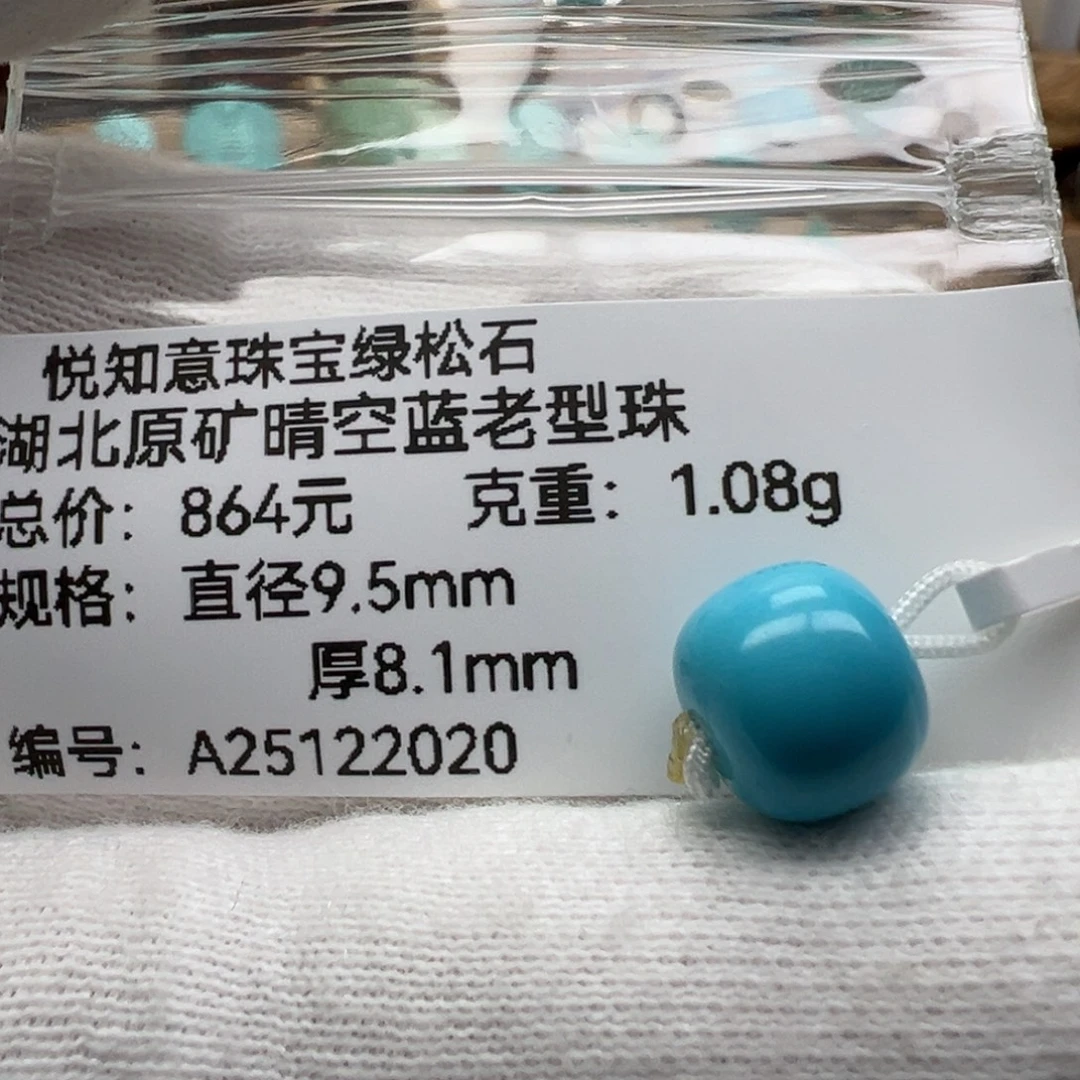 悦知意珠宝绿松石
湖北原矿晴空蓝老型珠
总价：864元 克重：1.08g
规格：直径9.5mm
厚8.1mm
编号：A25122020